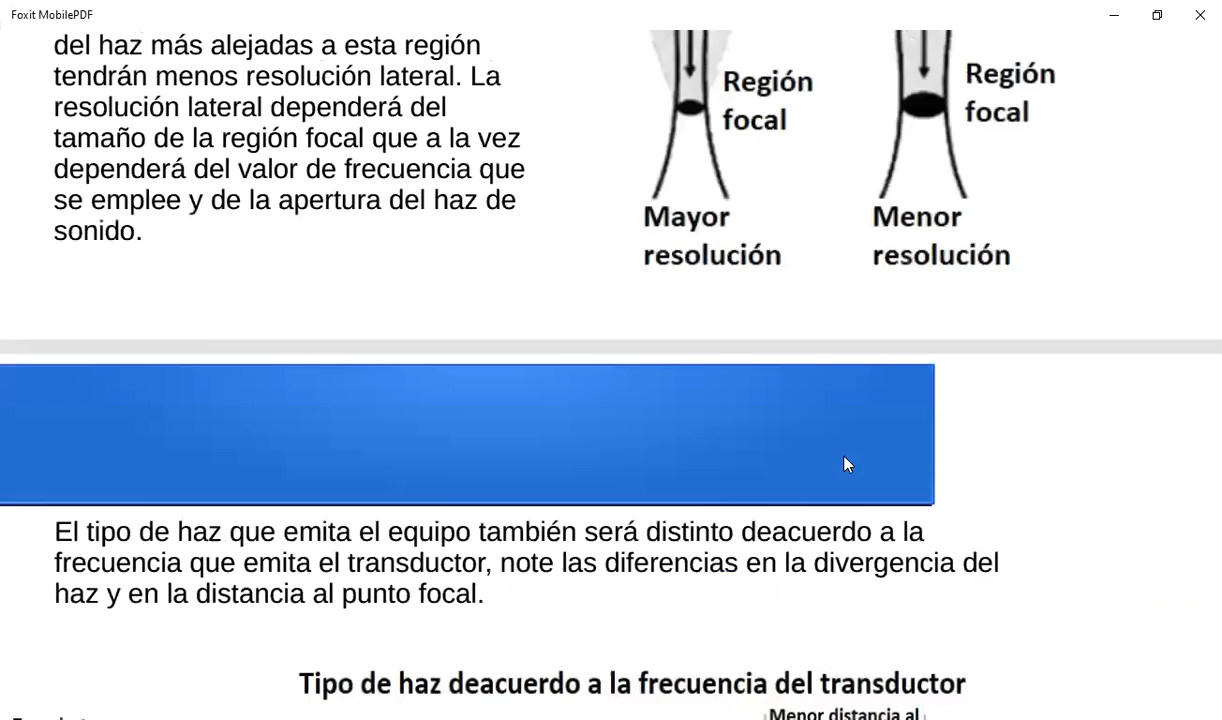 Foxit MobilePDF
del haz más alejadas a esta región
tendrán menos resolución lateral. La
resolución lateral dependerá del
tamaño de la región focal que a la vez
dependerá del valor de frecuencia que
se emplee y de la apertura del haz de
sonido.
Región
focal
Mayor
resolución
Región
focal
Menor
resolución
El tipo de haz que emita el equipo también será distinto deacuerdo a la
frecuencia que emita el transductor, note las diferencias en la divergencia del
haz y en la distancia al punto focal.
Tipo de haz deacuerdo a la frecuencia del transductor
Menor distancia al